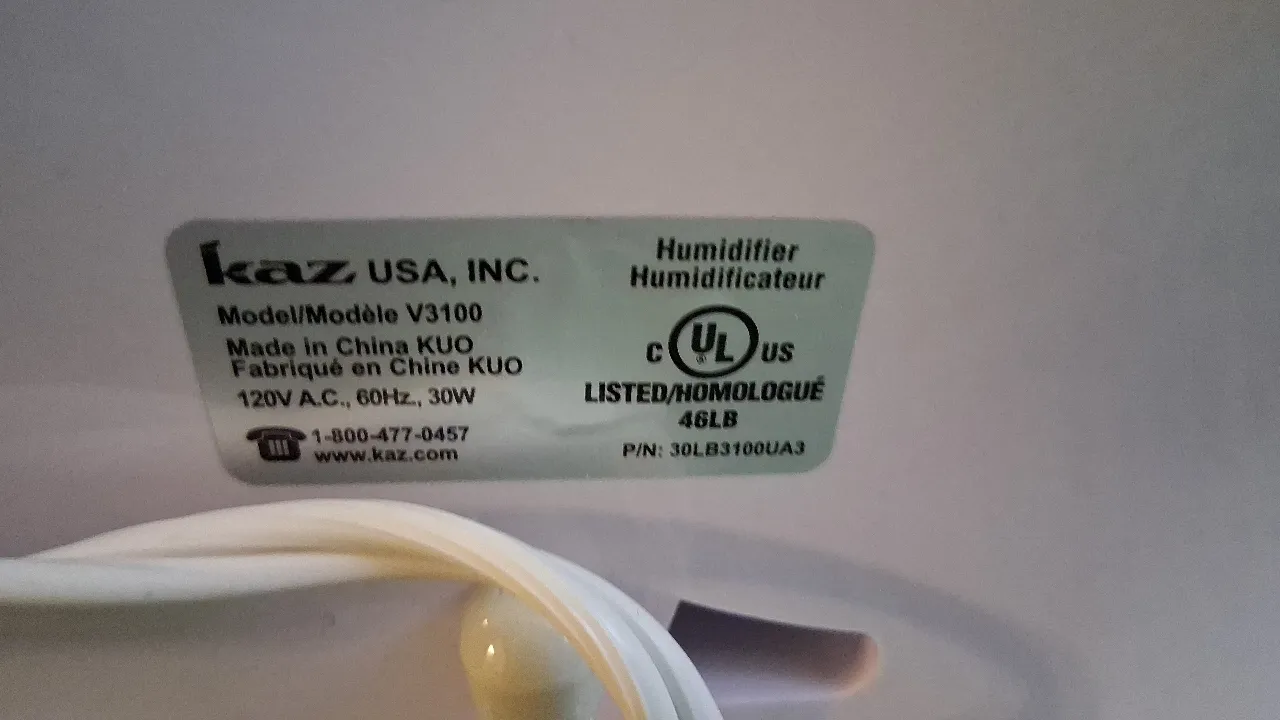 Kaz USA, INC.
Model/Modèle V3100
Made in China KUO
Fabriqué en Chine KUO
120V A.C., 60Hz., 30W
1-800-477-0457
www.kaz.com
Humidifier
Humidificateur
C UL US
LISTED/HOMOLOGUÉ
46LB
P/N: 30LB3100UA3